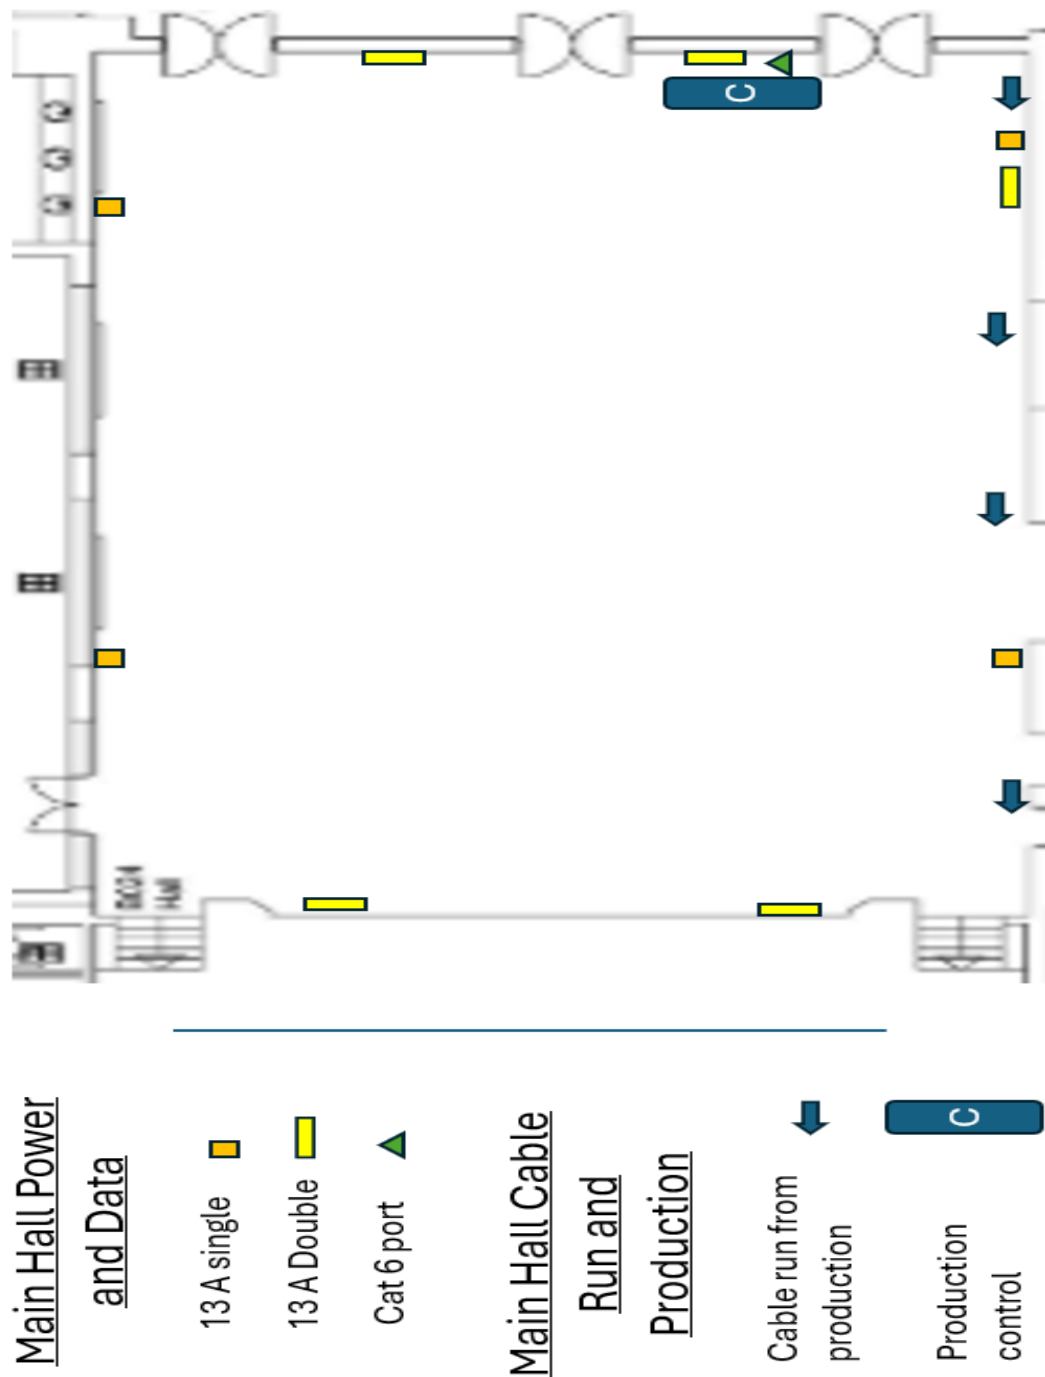 Main Hall Power
and Data
13 A single
13 A Double
Cat 6 port
Main Hall Cable
Run and
Production
Cable run from
production
C
Production
control
C
Hall